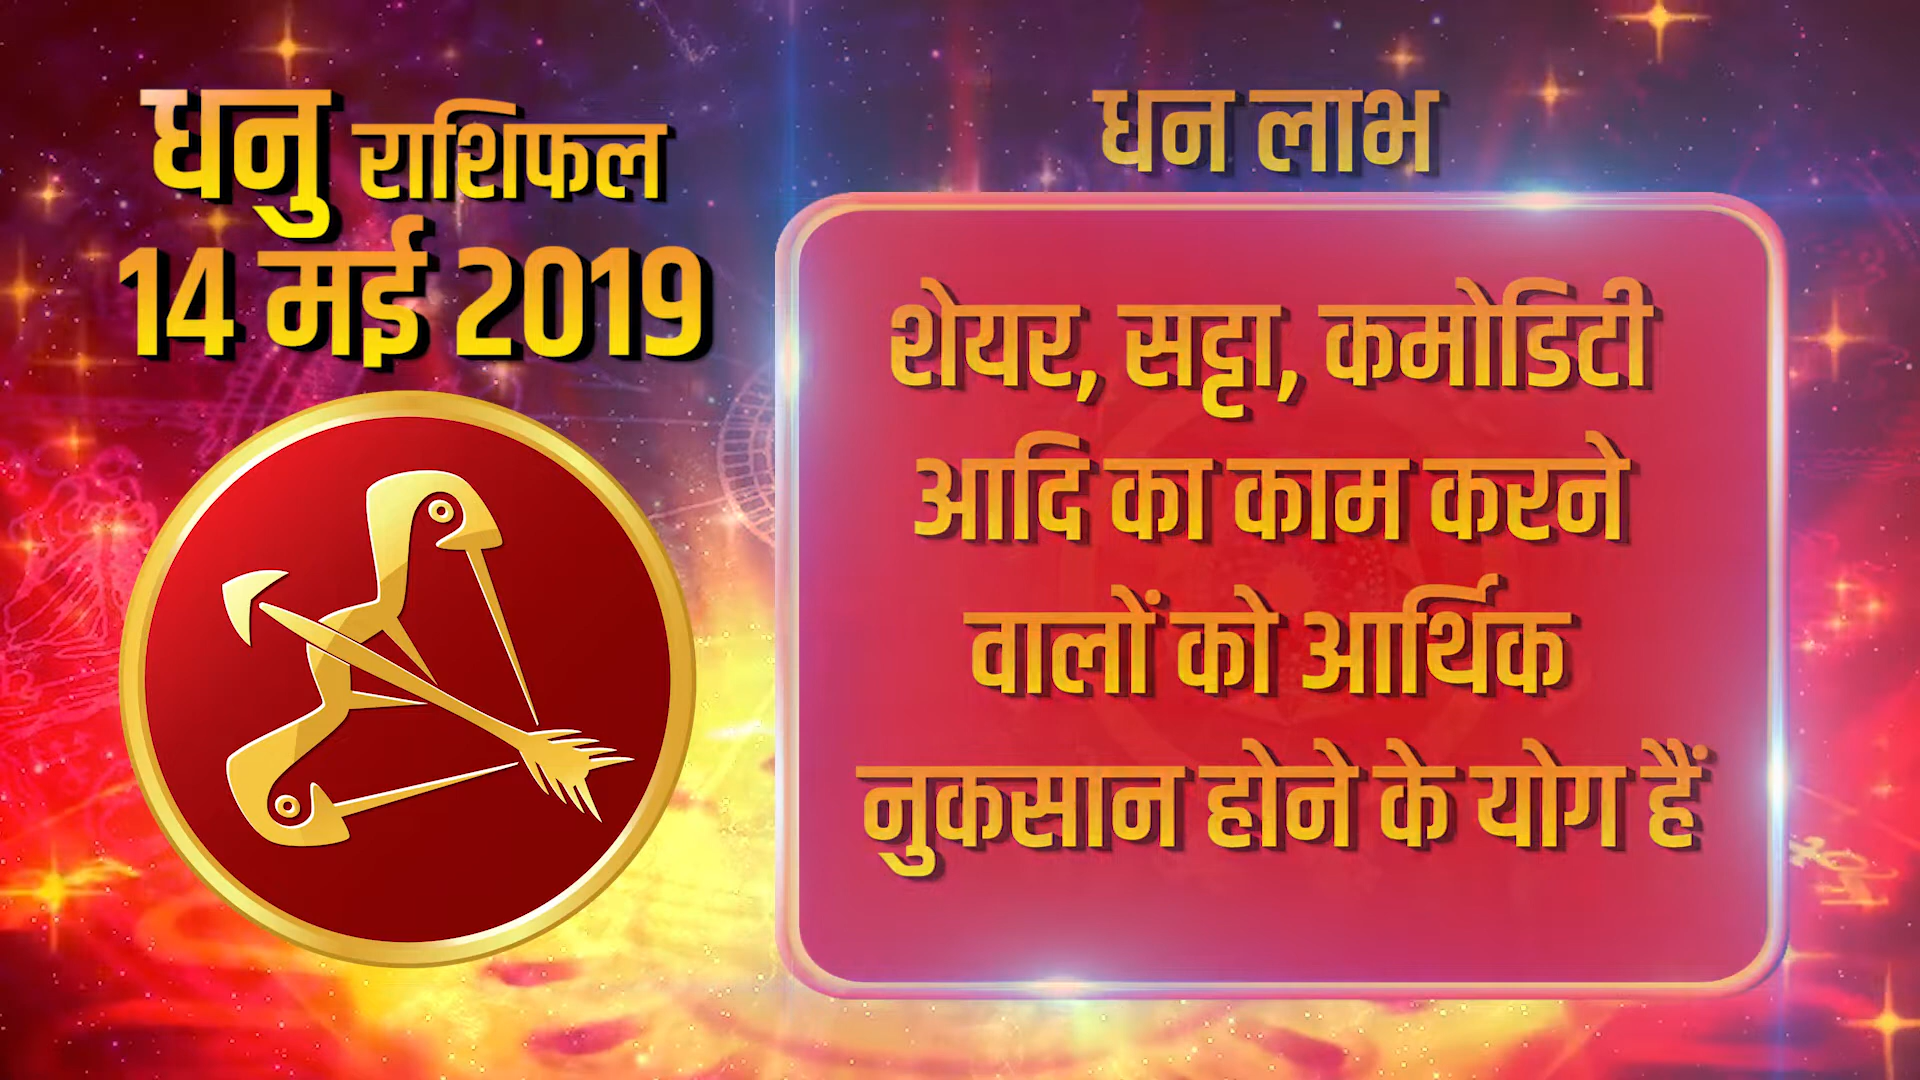 धनु राशिफल
14 मई 2019
धन लाभ
शेयर, सट्टा, कमोडिटी
आदि का काम करने
वालों को आर्थिक
नुकसान होने के योग हैं